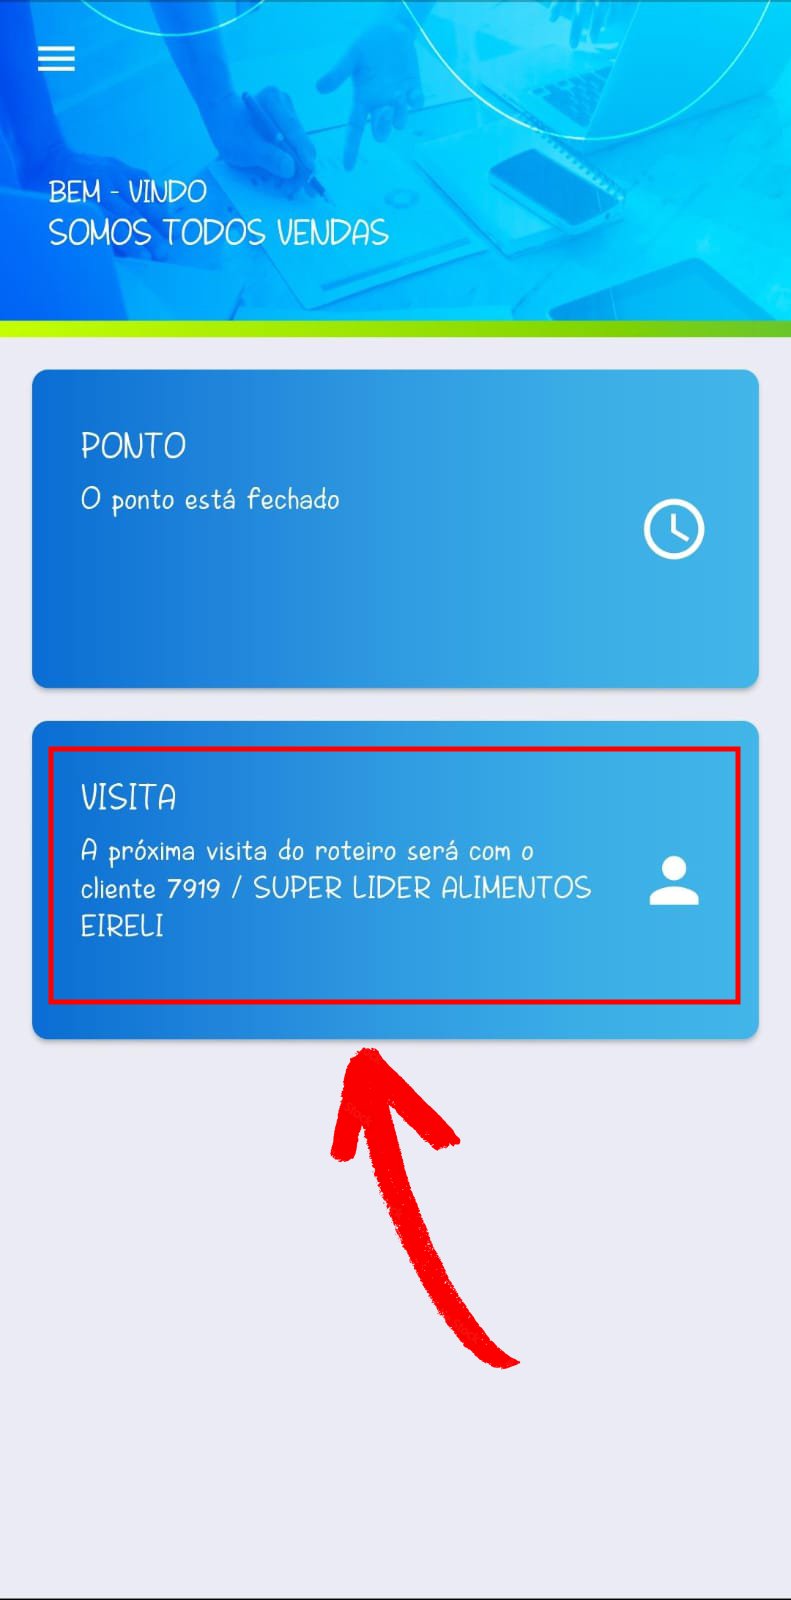 BEM - VINDO
SOMOS TODOS VENDAS
PONTO
O ponto está fechado
VISITA
A próxima visita do roteiro será com o
cliente 7919 / SUPER LIDER ALIMENTOS
EIRELI